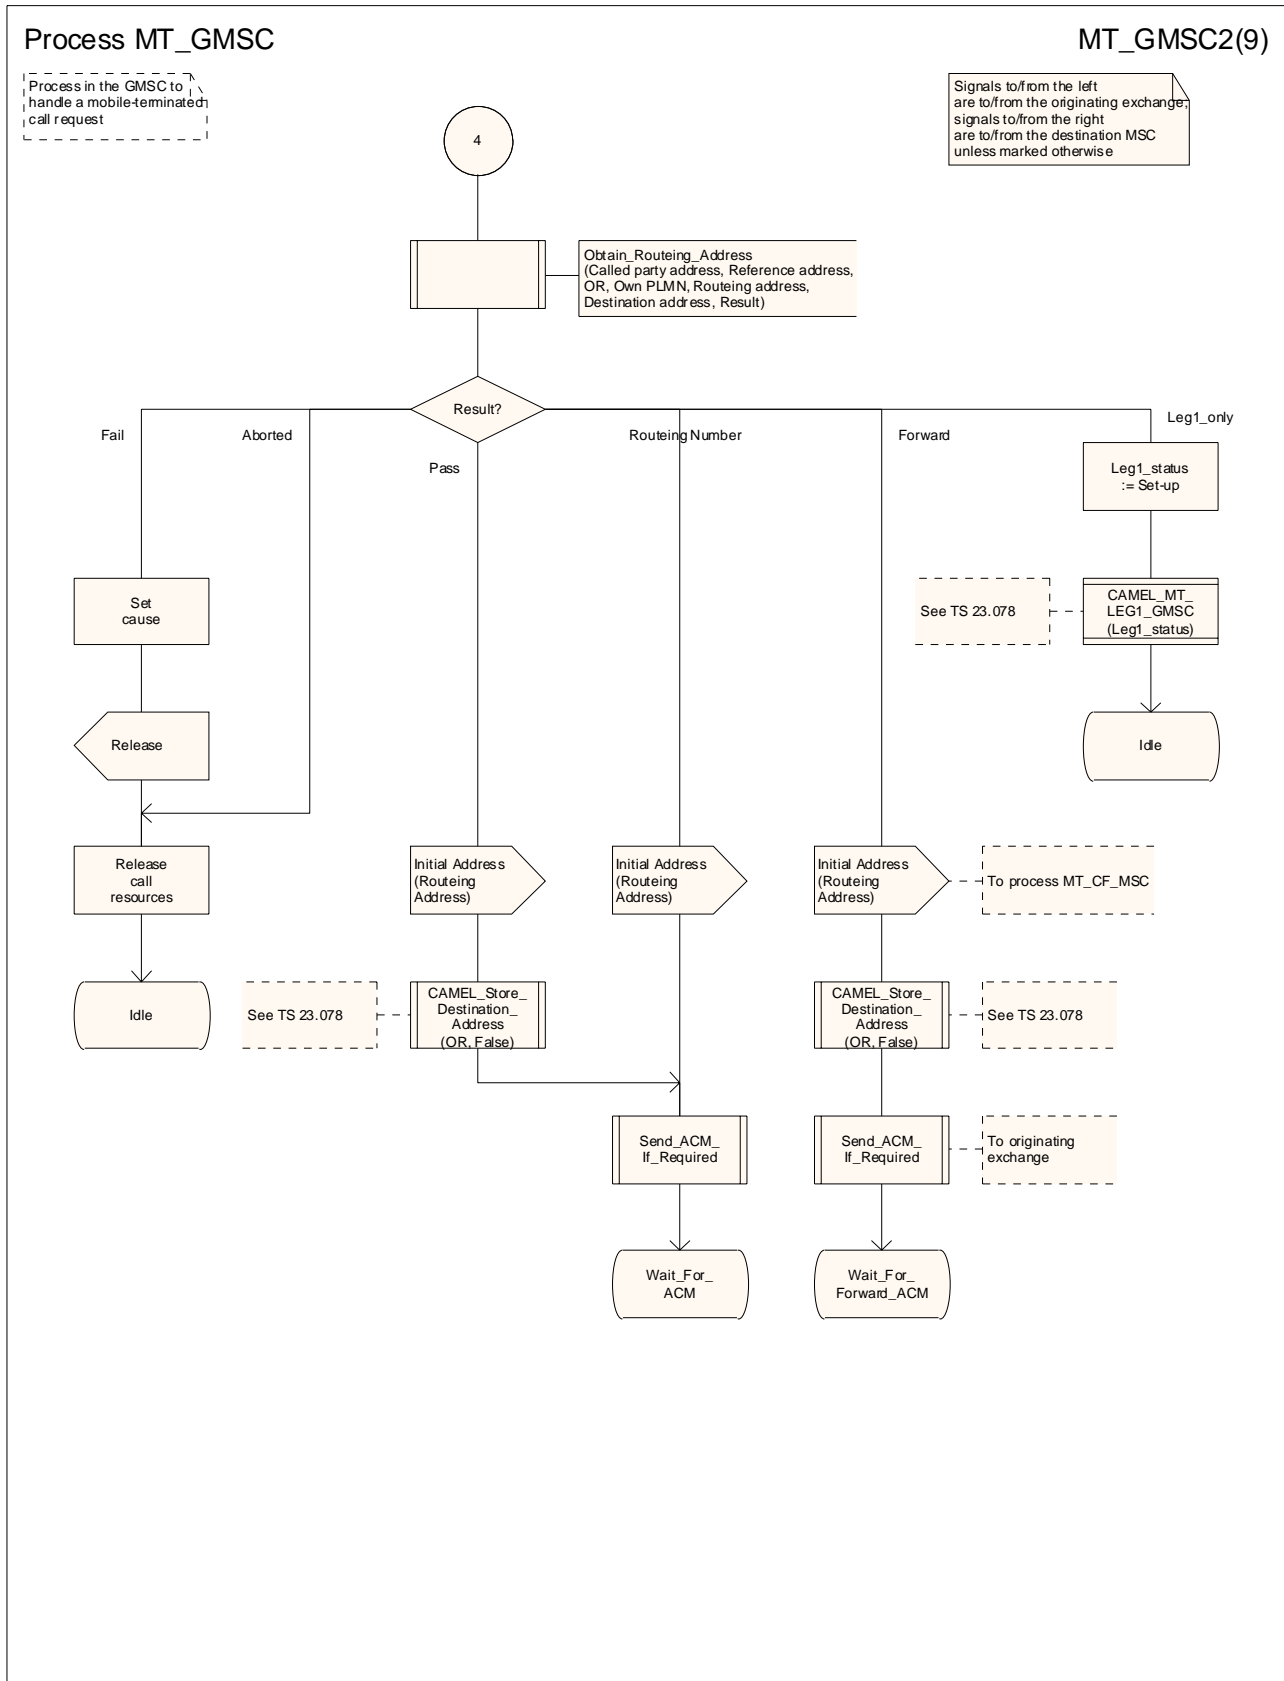 Process MT_GMSC
MT_GMSC2(9)
Process in the GMSC to
handle a mobile-terminated
call request
Signals to/from the left
are to/from the originating exchange;
signals to/from the right
are to/from the destination MSC
unless marked otherwise
4
Obtain_Routeing_Address
(Called party address, Reference address,
OR, Own PLMN, Routeing address,
Destination address, Result)
Result?
Fail
Aborted
Pass
Routeing Number
Forward
Leg1_only
Leg1_status
:= Set-up
Set
cause
See TS 23.078
CAMEL_MT_
LEG1_GMSC
(Leg1_status)
Release
Idle
Release
call
resources
Initial Address
(Routeing
Address)
Initial Address
(Routeing
Address)
Initial Address
(Routeing
Address)
To process MT_CF_MSC
Idle
See TS 23.078
CAMEL_Store_
Destination_
Address
(OR, False)
CAMEL_Store_
Destination_
Address
(OR, False)
See TS 23.078
Send_ACM_
If_Required
Send_ACM_
If_Required
To originating
exchange
Wait_For_
ACM
Wait_For_
Forward_ACM